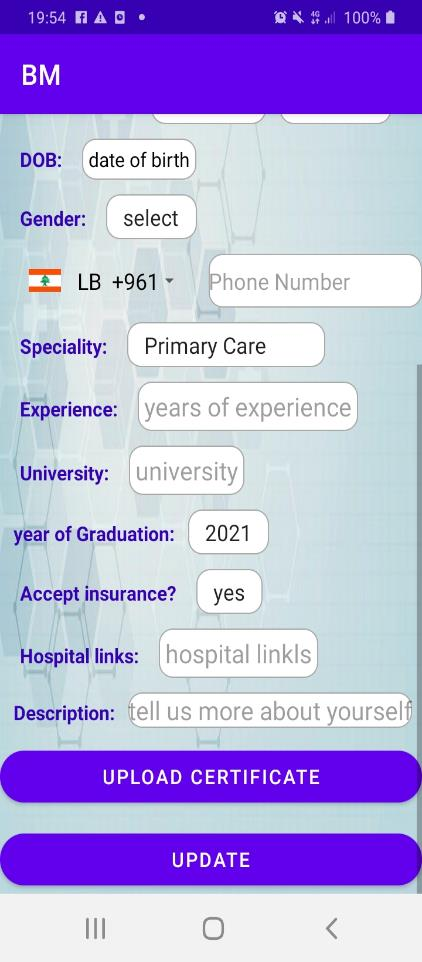 19:54 4G 100%
BM
DOB: date of birth
Gender: select
LB +961 Phone Number
Speciality: Primary Care
Experience: years of experience
University: university
year of Graduation: 2021
Accept insurance? yes
Hospital links: hospital linkls
Description: tell us more about yourself
UPLOAD CERTIFICATE
UPDATE